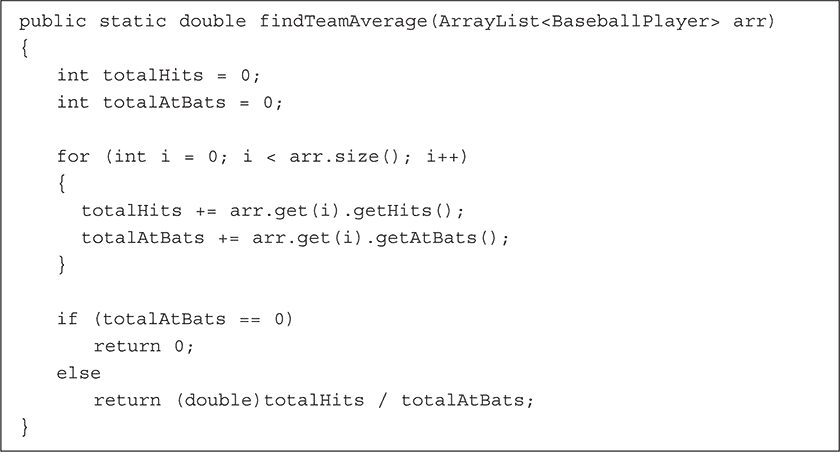 public static double findTeamAverage(ArrayList<BaseballPlayer> arr)
{
int totalHits = 0;
int totalAtBats = 0;
for (int i = 0; i < arr.size(); i++)
{
totalHits += arr.get(i).getHits();
totalAtBats += arr.get(i).getAtBats();
}
if (totalAtBats == 0)
return 0;
else
return (double)totalHits / totalAtBats;
}